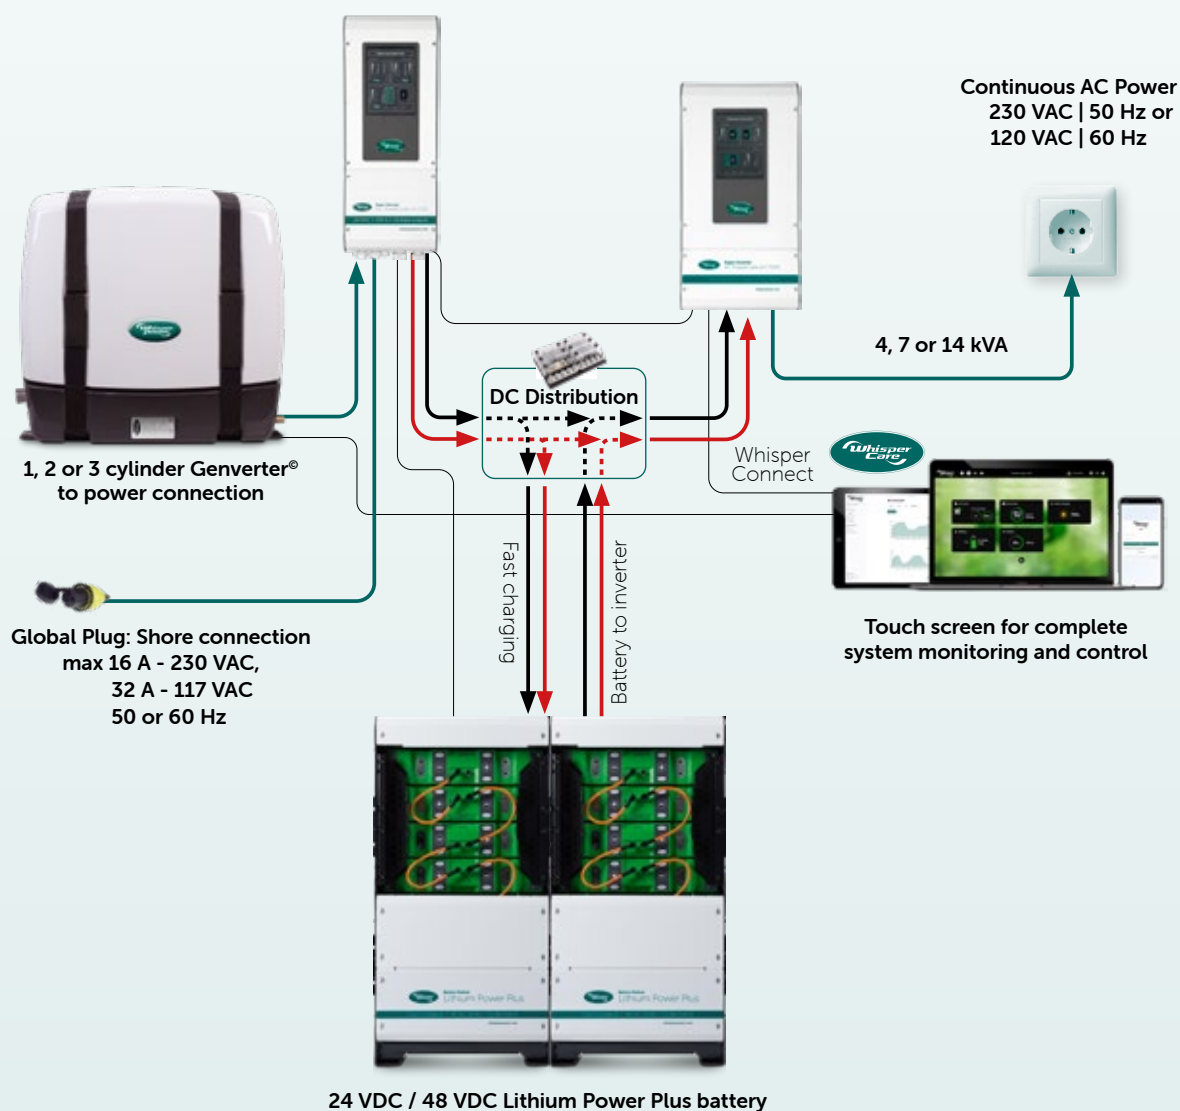 Continuous AC Power
230 VAC | 50 Hz or
120 VAC | 60 Hz
4, 7 or 14 kVA
DC Distribution
Whisper
Connect
Whisper
Care
Whisper
Power
1, 2 or 3 cylinder Genverter©
to power connection
Fast charging
Battery to inverter
Global Plug: Shore connection
max 16 A - 230 VAC,
32 A - 117 VAC
50 or 60 Hz
Touch screen for complete
system monitoring and control
Lithium Power Plus
Lithium Power Plus
24 VDC / 48 VDC Lithium Power Plus battery